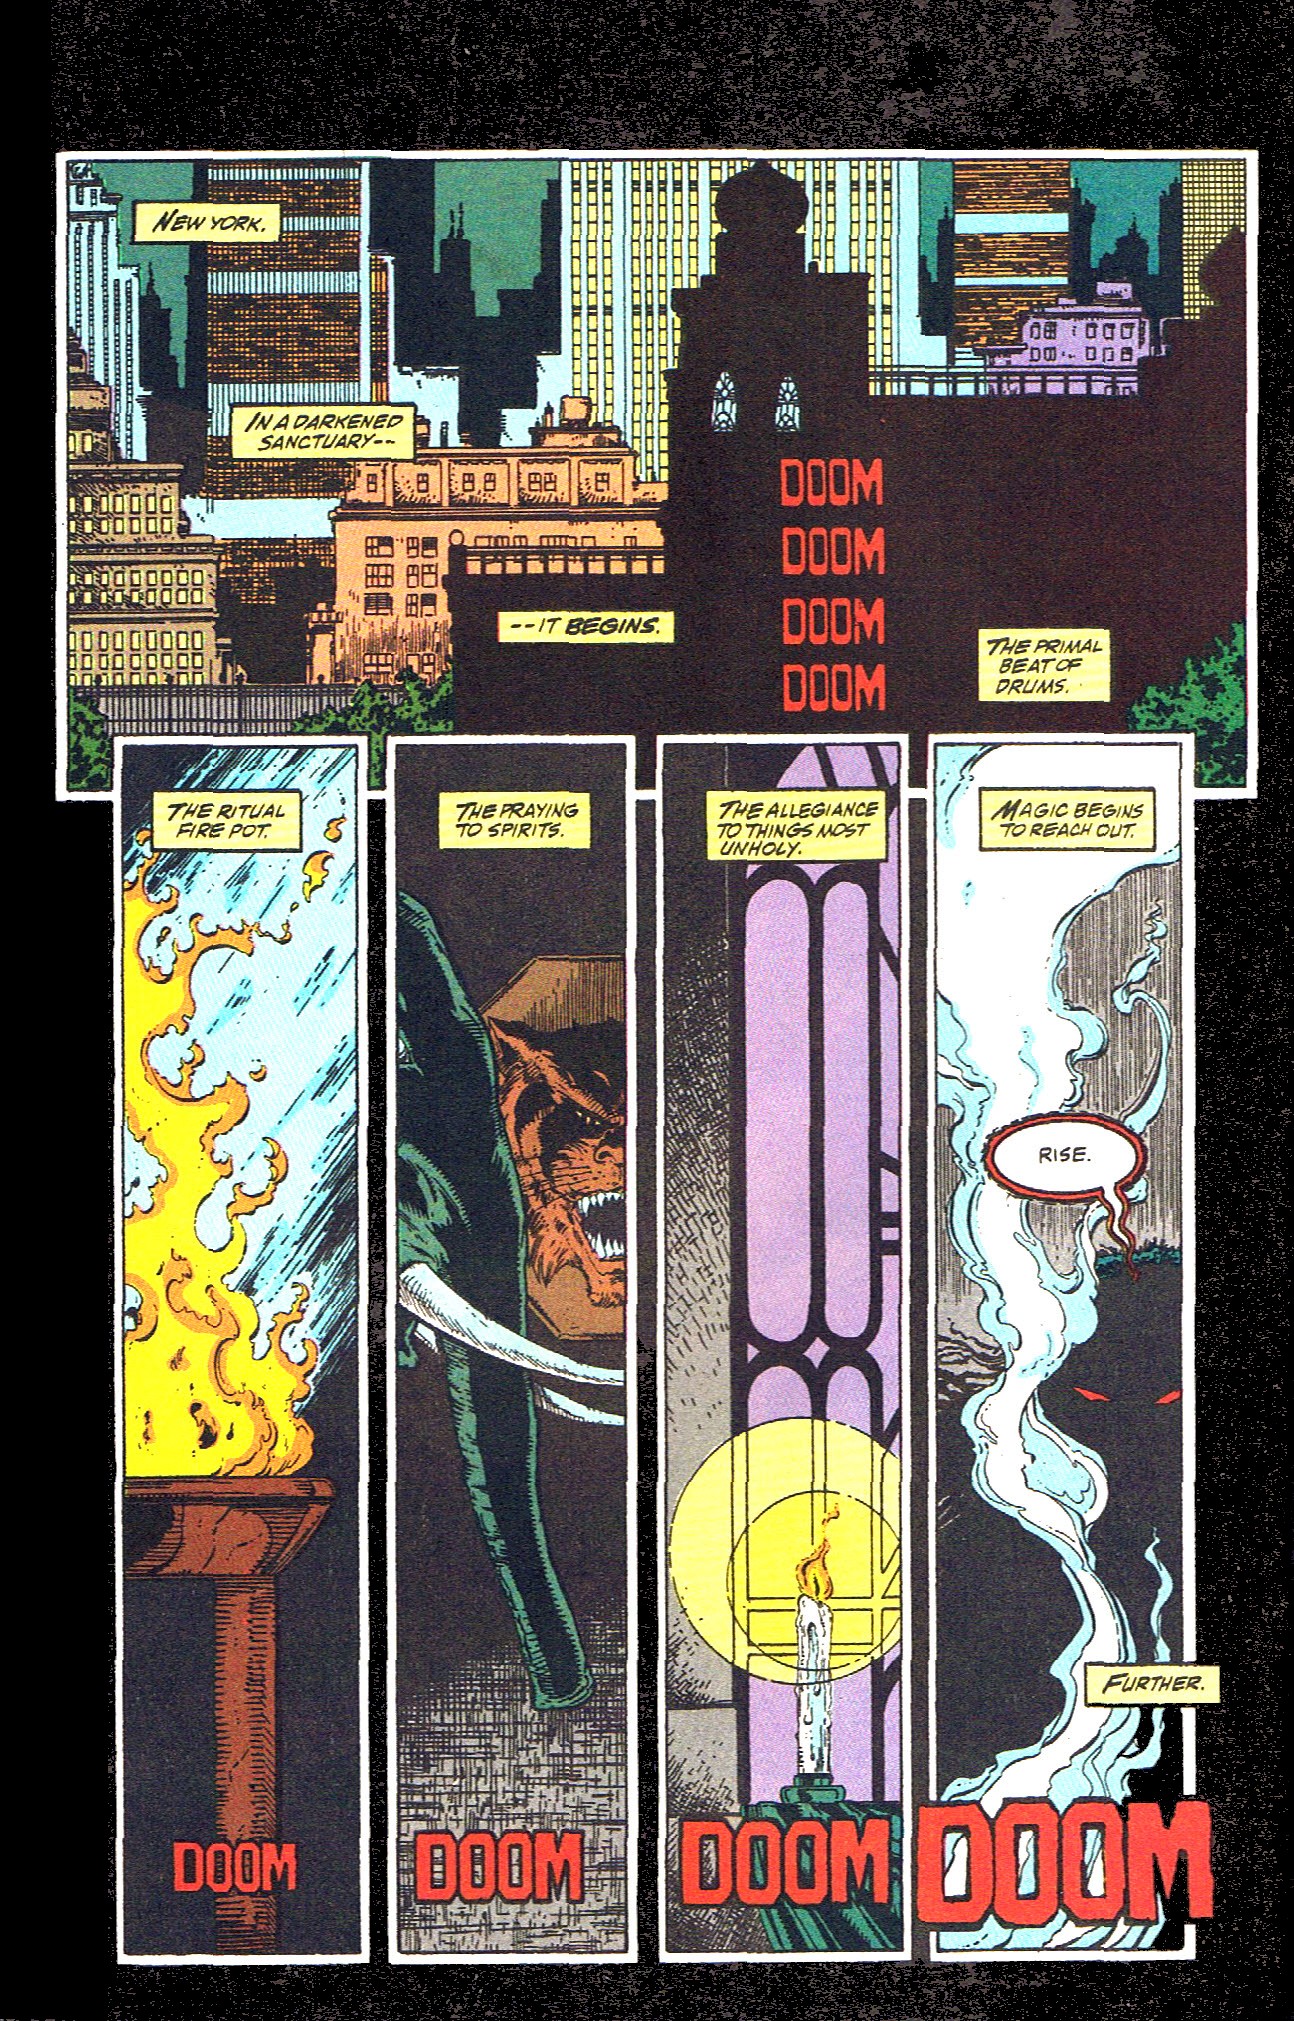 NEW YORK.
IN A DARKENED
SANCTUARY--
DOOM
DOOM
DOOM
DOOM
--IT BEGINS.
THE PRIMAL
BEAT OF
DRUMS.
THE RITUAL
FIRE POT.
DOOM
THE PRAYING
TO SPIRITS.
DOOM
THE ALLEGIANCE
TO THINGS MOST
UNHOLY.
DOOM
MAGIC BEGINS
TO REACH OUT.
RISE.
FURTHER.
DOOM